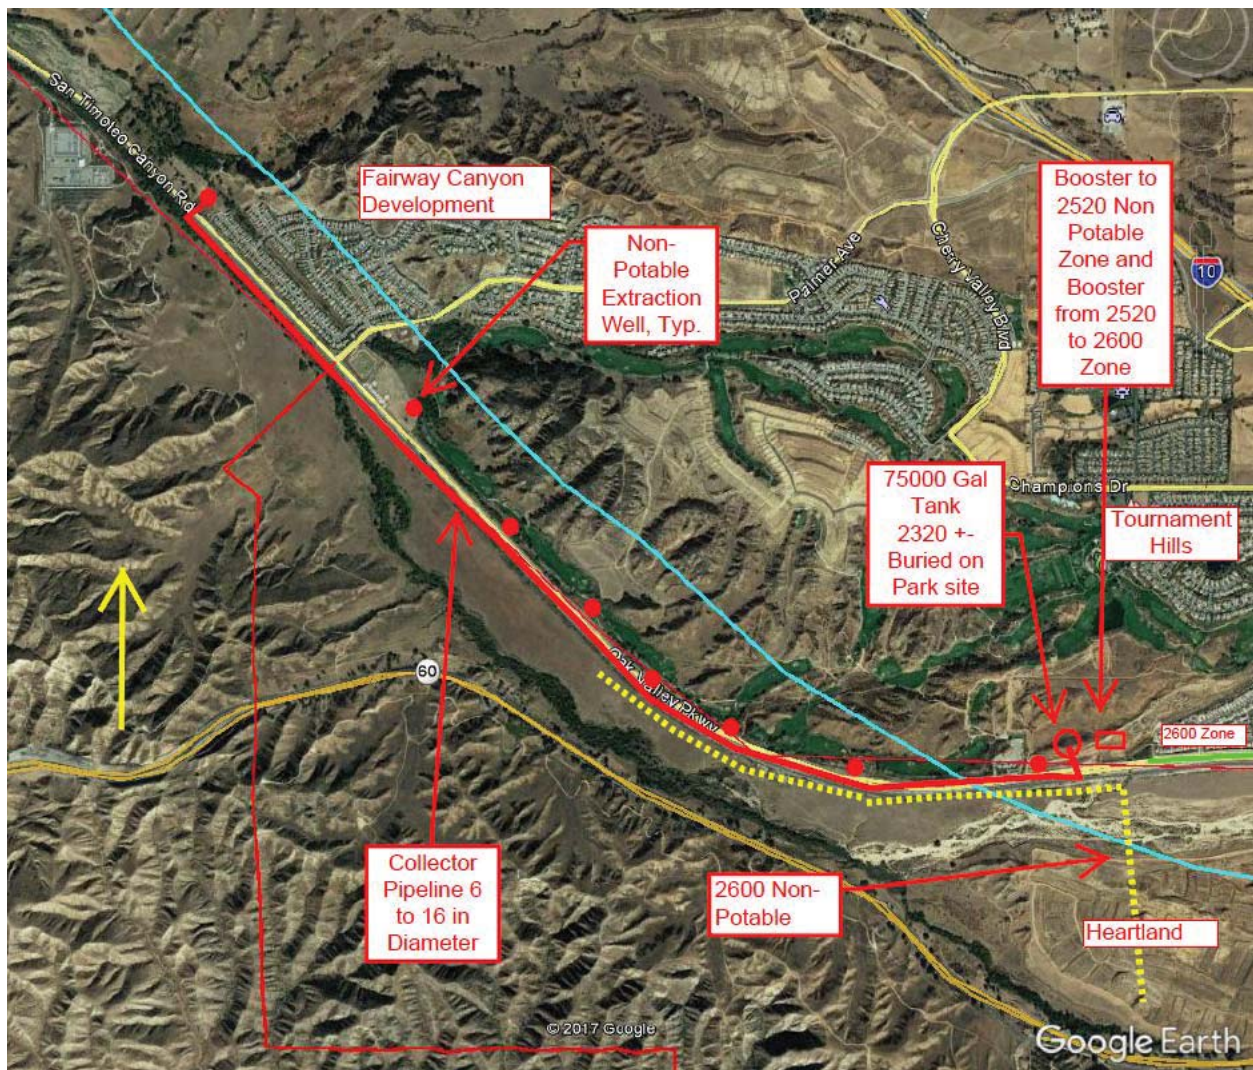 San Timoteo Canyon Rd
Fairway Canyon
Development
Non-
Potable
Extraction
Well, Typ.
Palmer Ave
Cherry Valley Blvd
Booster to
2520 Non
Potable
Zone and
Booster
from 2520
to 2600
Zone
10
75000 Gal
Tank
2320 +-
Buried on
Park site
Champions Dr
Tournament
Hills
60
Oak Valley Pkwy
2600 Zone
Collector
Pipeline 6
to 16 in
Diameter
2600 Non-
Potable
Heartland
© 2017 Google
Google Earth